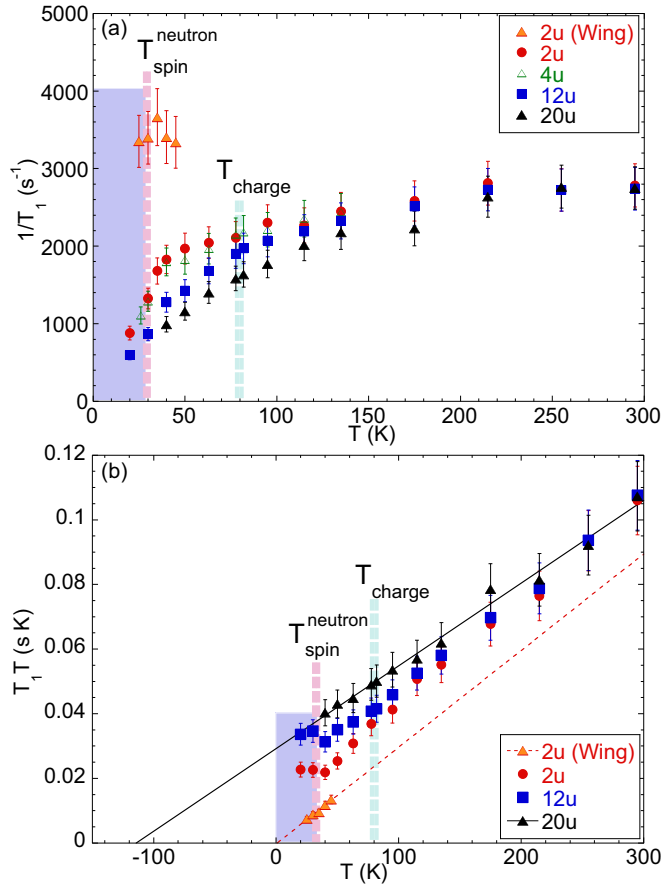 (a)
T neutron spin
T charge
2u (Wing)
2u
4u
12u
20u
5000
4000
3000
2000
1000
0
1/T₁ (s⁻¹)
0 50 100 150 200 250 300
T (K)
(b)
T charge
T neutron spin
2u (Wing)
2u
12u
20u
0.12
0.1
0.08
0.06
0.04
0.02
0
T₁T (s K)
-100 0 100 200 300
T (K)